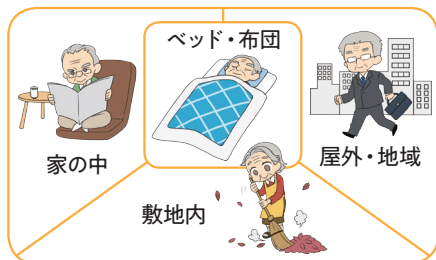 ベッド・布団
家の中
屋外・地域
敷地内